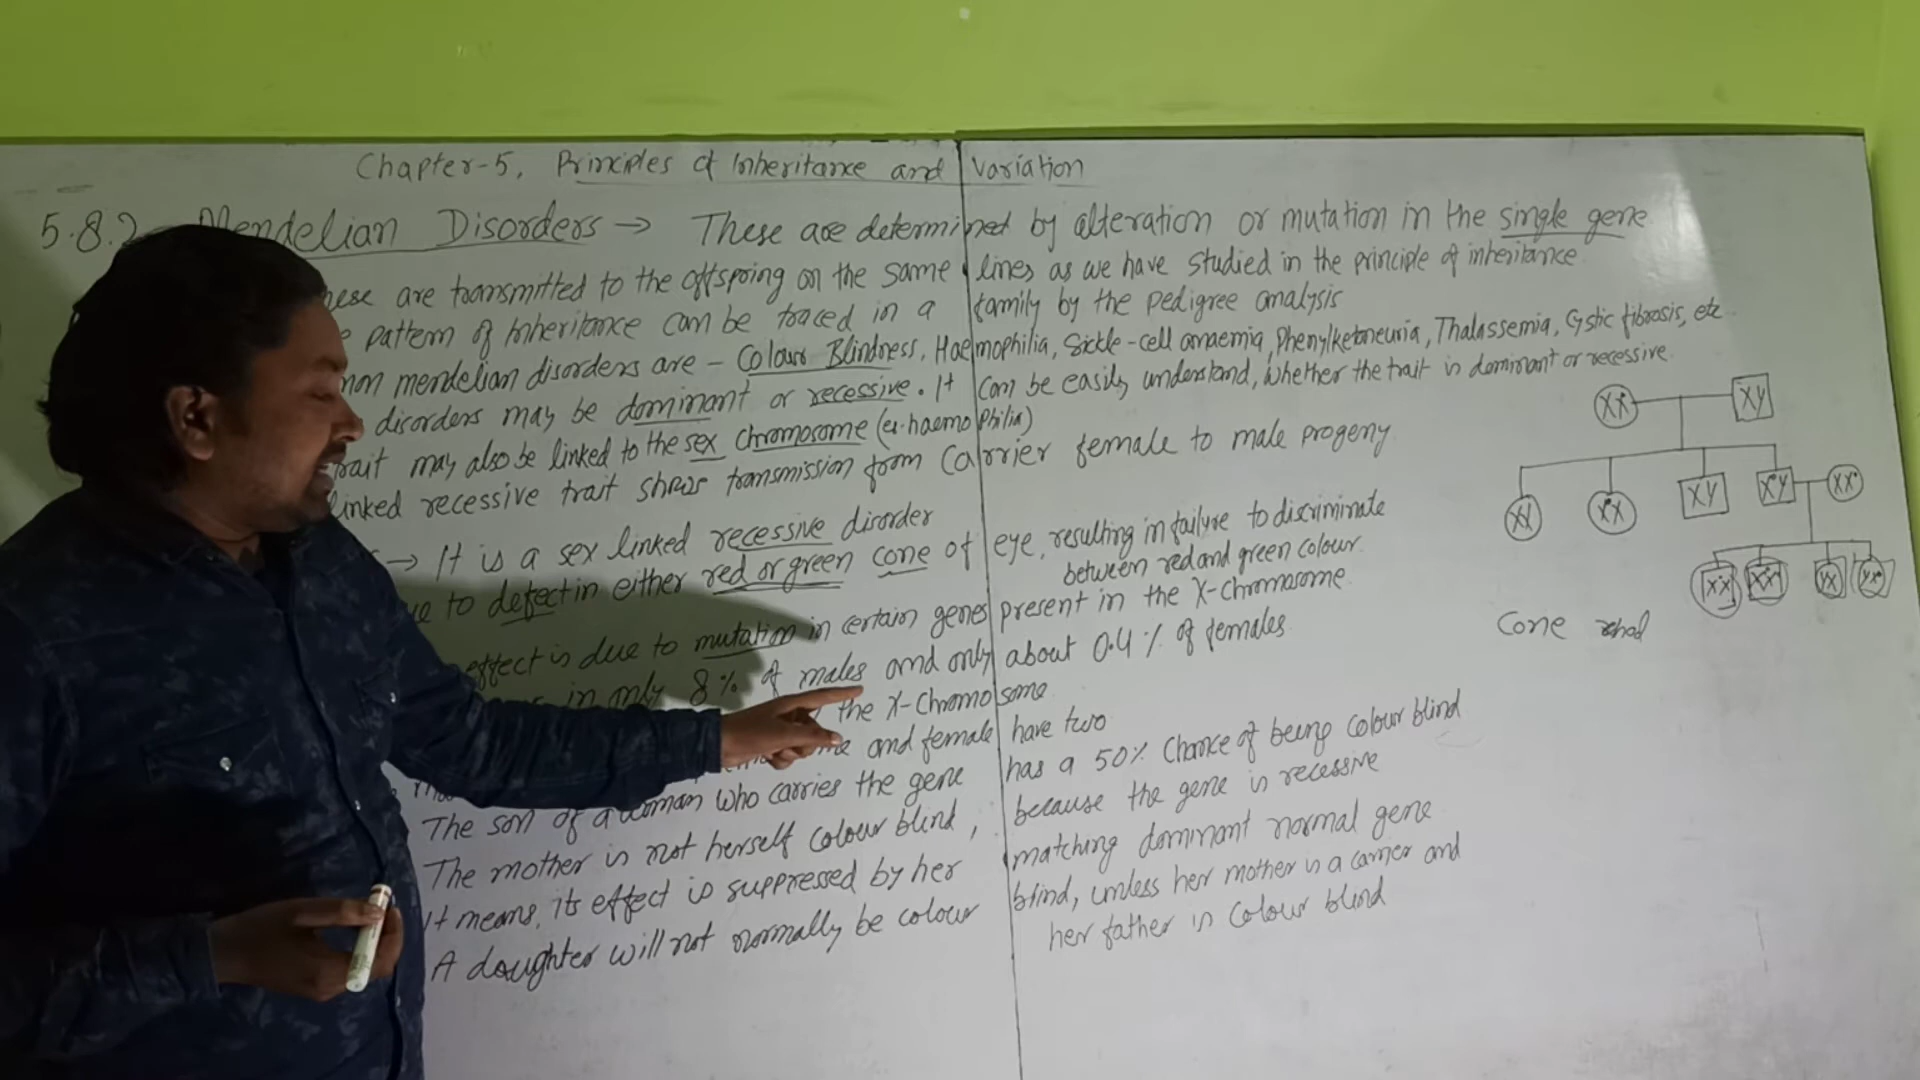 Chapter-5, Principles of Inheritance and Variation
5.8.2 Mendelian Disorders → These are determined by alteration or mutation in the single gene
hese are transmitted to the offspring on the same lines as we have studied in the principle of inheritance
pattern of Inheritance can be traced in a family by the pedigree analysis
mon mendelian disorders are - Colour Blindness, Haemophilia, Sickle-cell anaemia, Phenylketoneuria, Thalassemia, Cystic fibrosis, etc
disorders may be dominant or recessive. It can be easily understand, whether the trait is dominant or recessive
trait may also be linked to the sex chromosome (ex. haemophilia)
linked recessive trait shows transmission from carrier female to male progeny
→ It is a sex linked recessive disorder
to defect in either red or green cone of eye, resulting in failure to discriminate
between red and green colour
effect is due to mutation in certain genes present in the X-chromosome
in only 8% of males and only about 0.4% of females
the X-Chromosome
and female have two
The son of a woman who carries the gene has a 50% Chance of being colour blind
The mother is not herself colour blind, because the gene is recessive
It means, its effect is suppressed by her matching dominant normal gene
A daughter will not normally be colour blind, unless her mother is a carrier and
her father is colour blind
XX XY
XX XX XY XY XX
XX XX YX YX
Cone